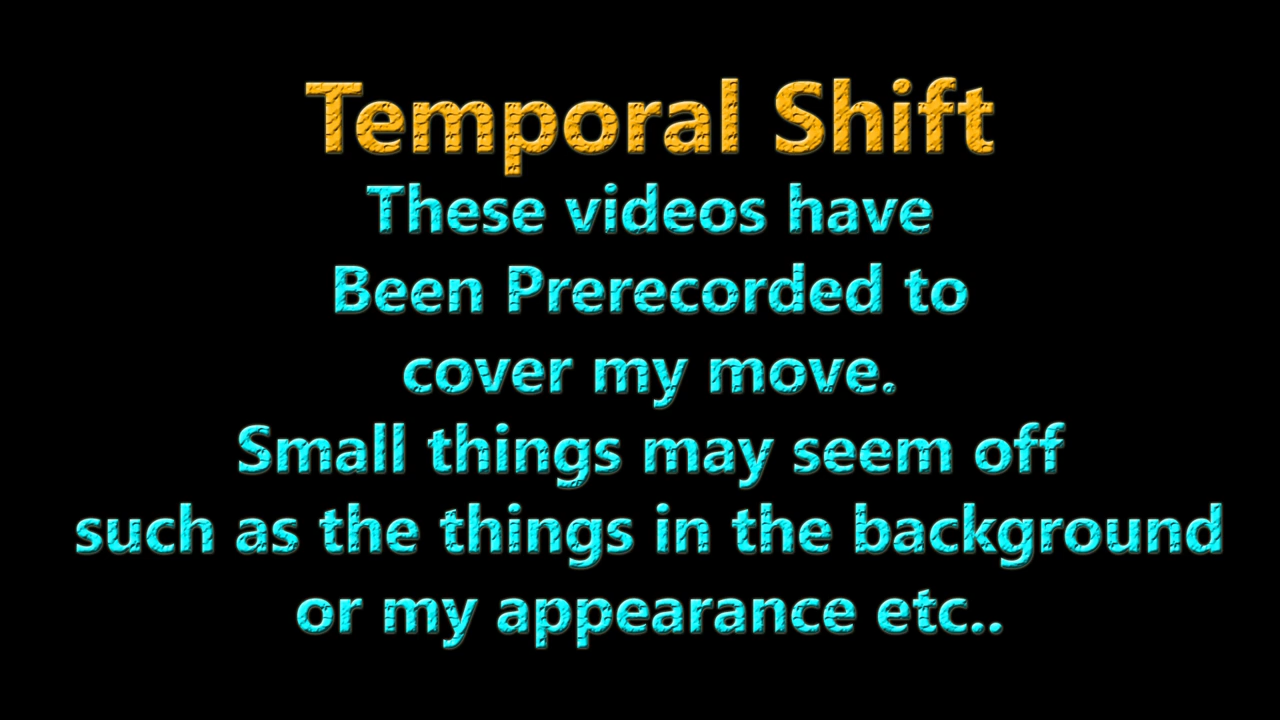 Temporal Shift
These videos have
Been Prerecorded to
cover my move.
Small things may seem off
such as the things in the background
or my appearance etc..